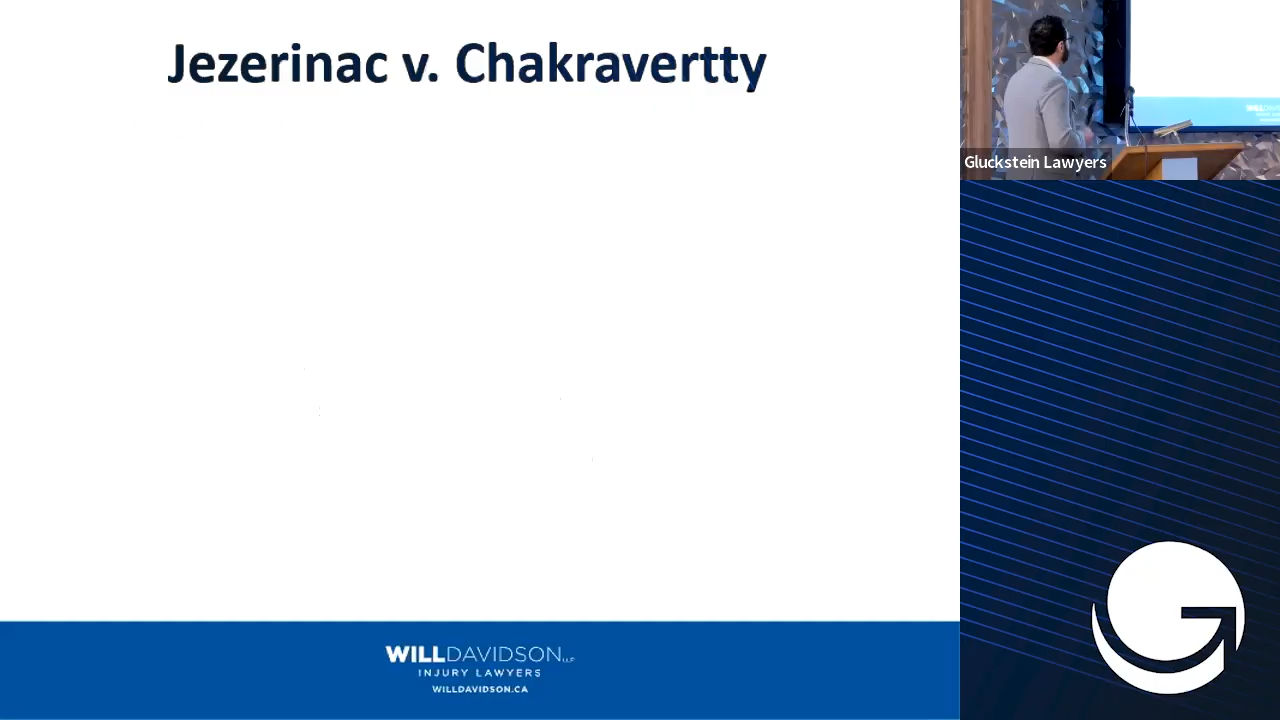 Jezerinac v. Chakravertty
Gluckstein Lawyers
WILLDAVIDSON LLP
INJURY LAWYERS
WILLDAVIDSON.CA